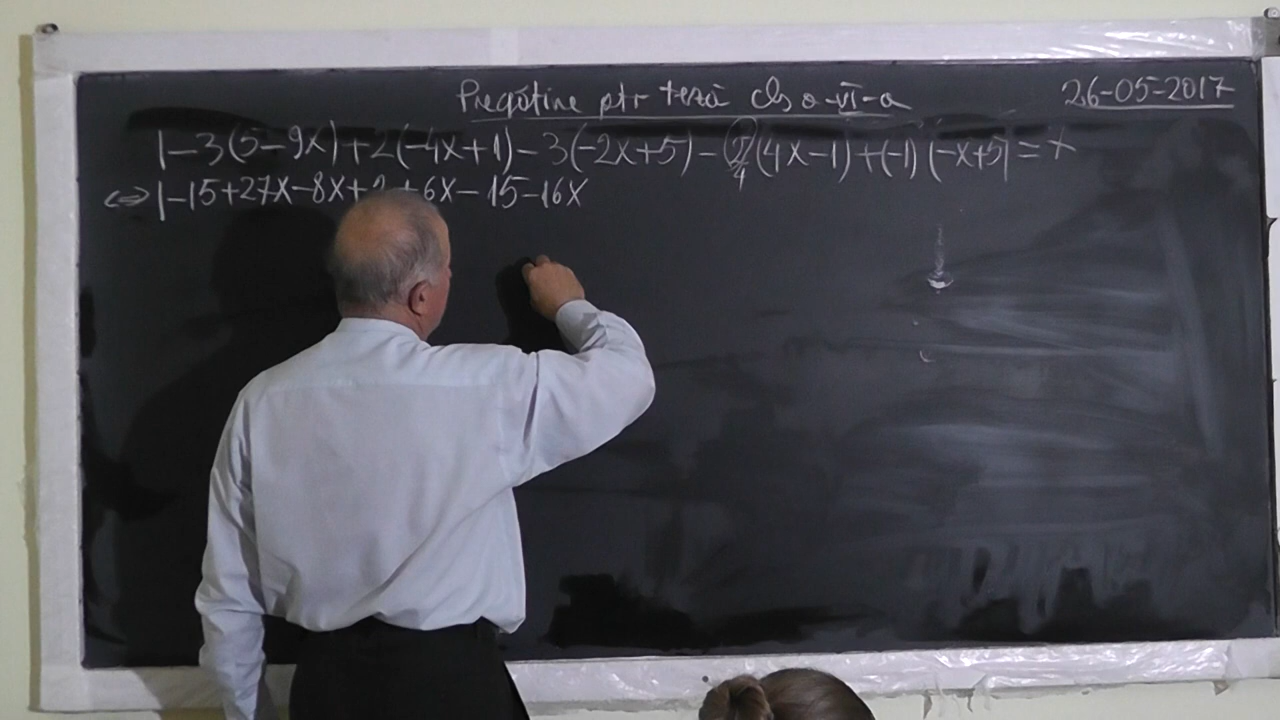 Pregătire ptr teză cls a-VI-a
26-05-2017
|-3(5-9x)+2(-4x+1)-3(-2x+5)- (4x-1)+(-1)(-x+5)|=x
4
⇔|-15+27x-8x+2+6x-15-16x